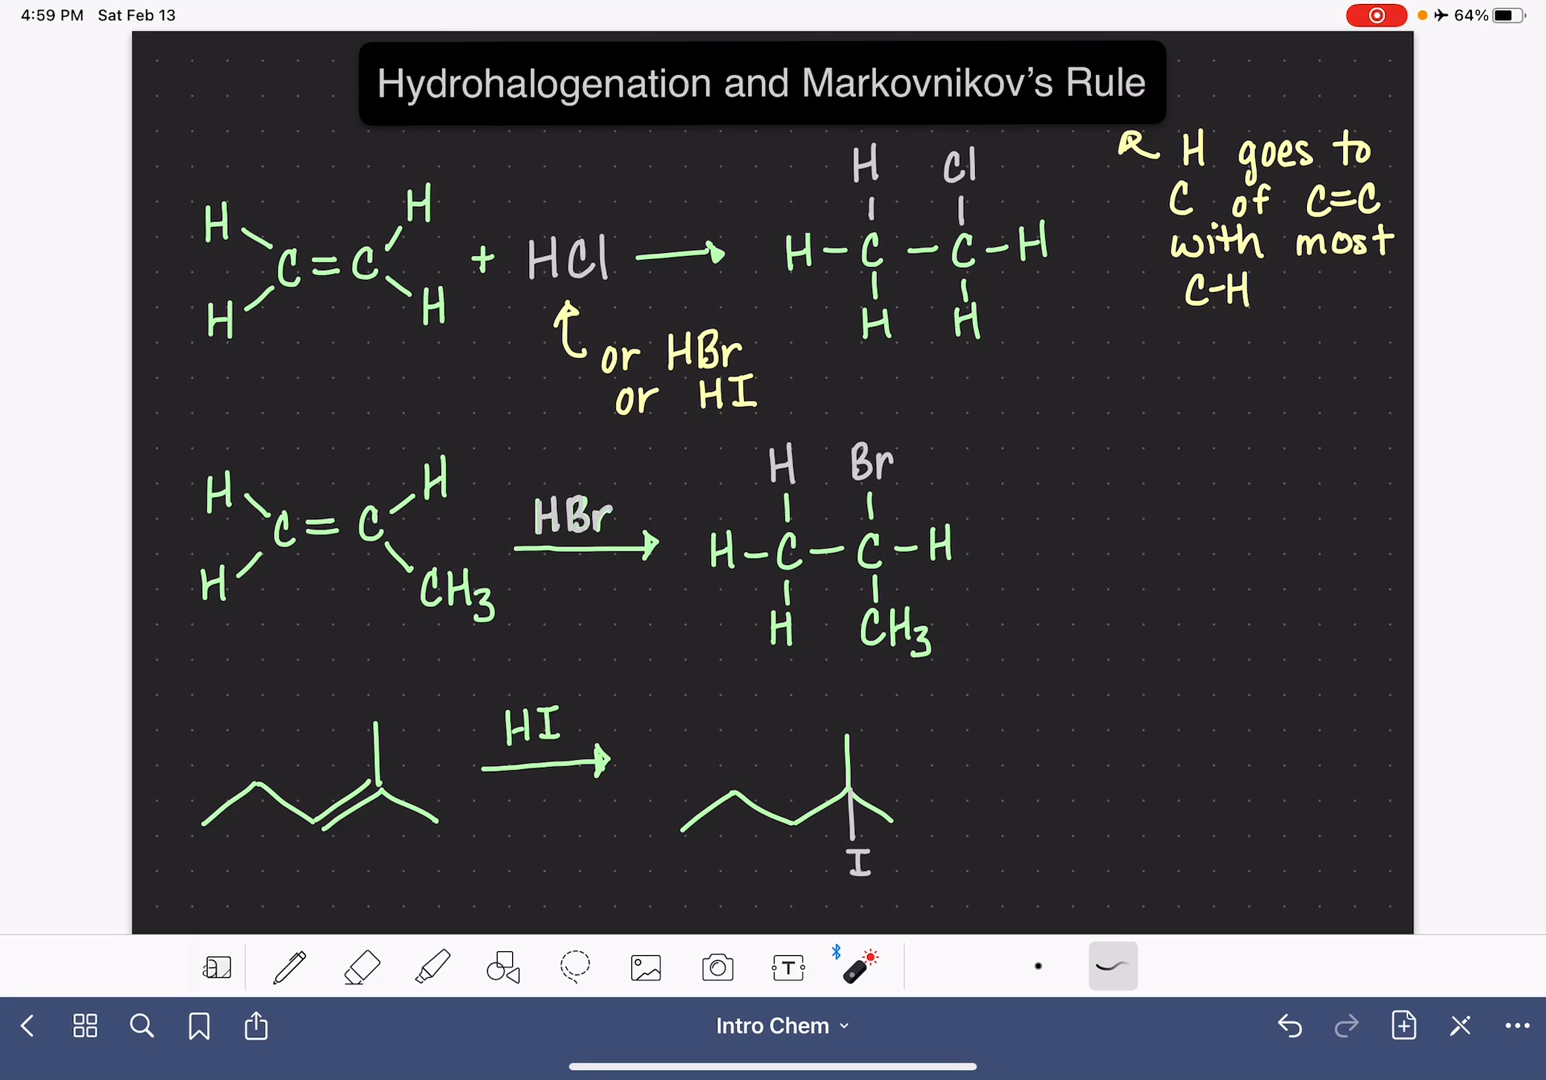 4:59 PM Sat Feb 13
64%
Hydrohalogenation and Markovnikov's Rule
H goes to
C of C=C
with most
C-H
H H
C=C
H H
+ HCl
or HBr
or HI
H Cl
H-C-C-H
H H
H H
C=C
H CH3
HBr
H Br
H-C-C-H
H CH3
HI
I
T
Intro Chem